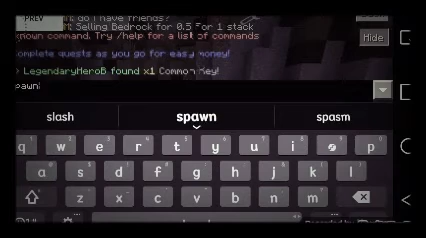 PREV do I have friends?
: Selling Bedrock for 0.5 for 1 stack
known command. Try /help for a list of commands
Hide
omplete quests as you go for easy money!
> LegendaryHeroB found x1 Common Key!
spawn
slash spawn spasm
q w e r t y u i o p
a s d f g h j k l
z x c v b n m